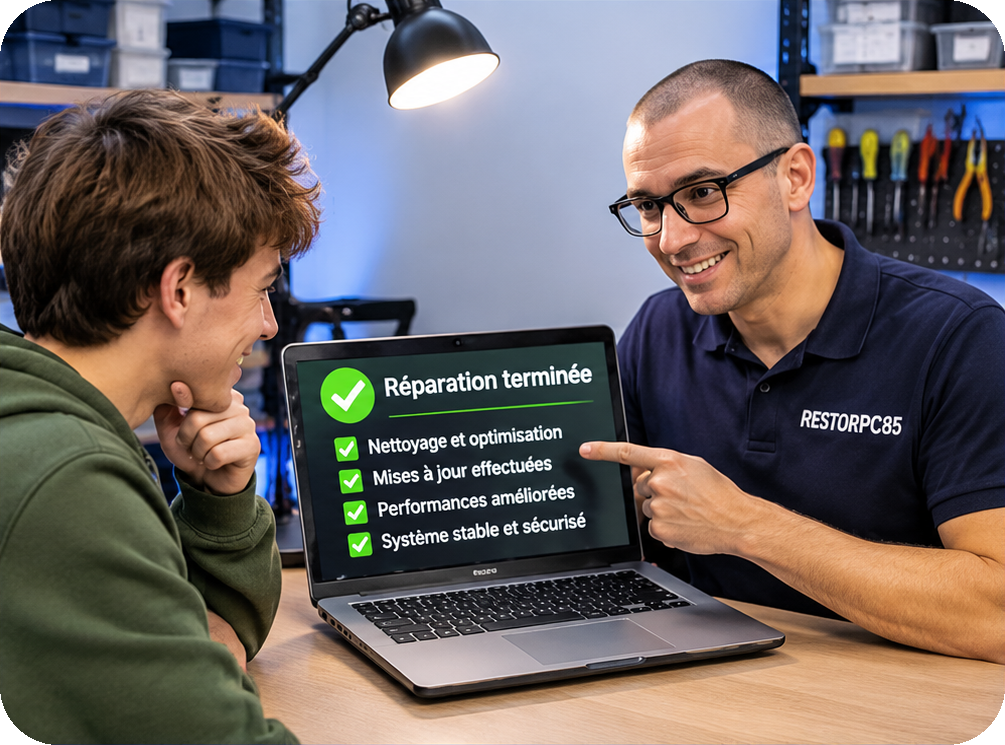 Réparation terminée
Nettoyage et optimisation
Mises à jour effectuées
Performances améliorées
Système stable et sécurisé
RESTORPC85